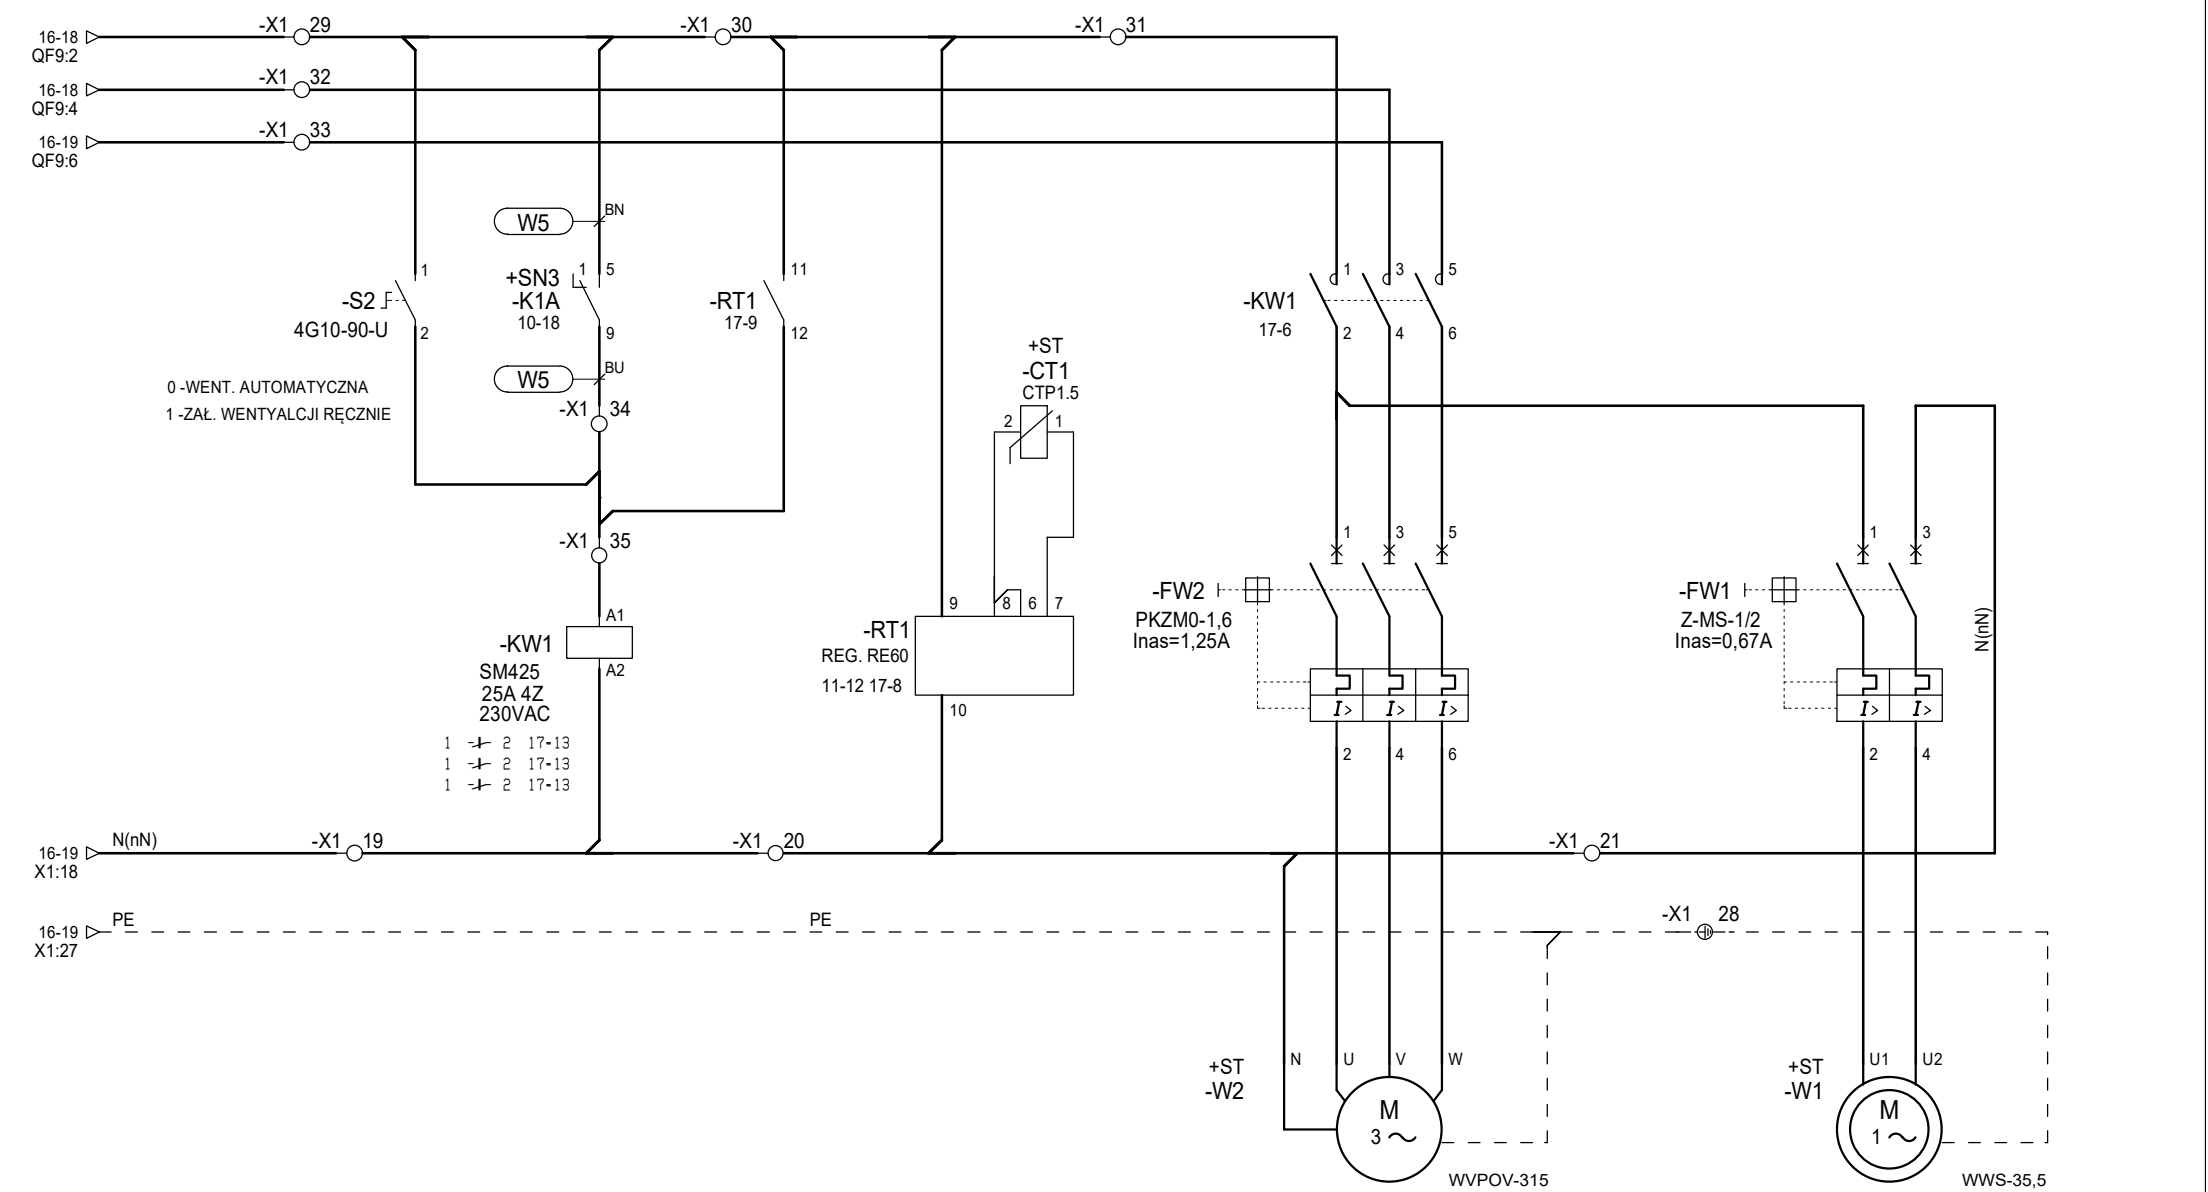 16-18
QF9:2
-X1 29
-X1 30
-X1 31
16-18
QF9:4
-X1 32
16-19
QF9:6
-X1 33
W5
BN
-S2
4G10-90-U
1
2
+SN3
-K1A
10-18
1
5
9
-RT1
17-9
11
12
-KW1
17-6
1
3
5
2
4
6
0 -WENT. AUTOMATYCZNA
1 -ZAŁ. WENTYALCJI RĘCZNIE
W5
BU
-X1 34
+ST
-CT1
CTP1.5
2
1
-X1 35
-KW1
SM425
25A 4Z
230VAC
A1
A2
1 2 17-13
1 2 17-13
1 2 17-13
-RT1
REG. RE60
11-12 17-8
9
8
6
7
10
-FW2
PKZM0-1,6
Inas=1,25A
1
3
5
I>
I>
I>
2
4
6
-FW1
Z-MS-1/2
Inas=0,67A
1
3
I>
I>
2
4
N(nN)
16-19
X1:18
N(nN)
-X1 19
-X1 20
-X1 21
16-19
X1:27
PE
PE
-X1 28
+ST
-W2
N
U
V
W
M
3
WVPOV-315
+ST
-W1
U1
U2
M
1
WWS-35,5